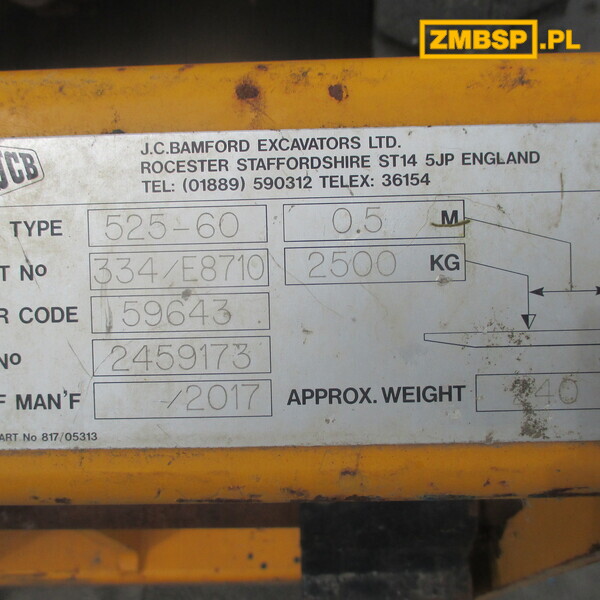 ZMBSP.PL
JCB
J.C.BAMFORD EXCAVATORS LTD.
ROCESTER STAFFORDSHIRE ST14 5JP ENGLAND
TEL: (01889) 590312 TELEX: 36154
TYPE 525-60 0.5 M
T No 334/E8710 2500 KG
R CODE 59643
No 2459173
F MAN'F -/2017 APPROX. WEIGHT 40
ART No 817/05313